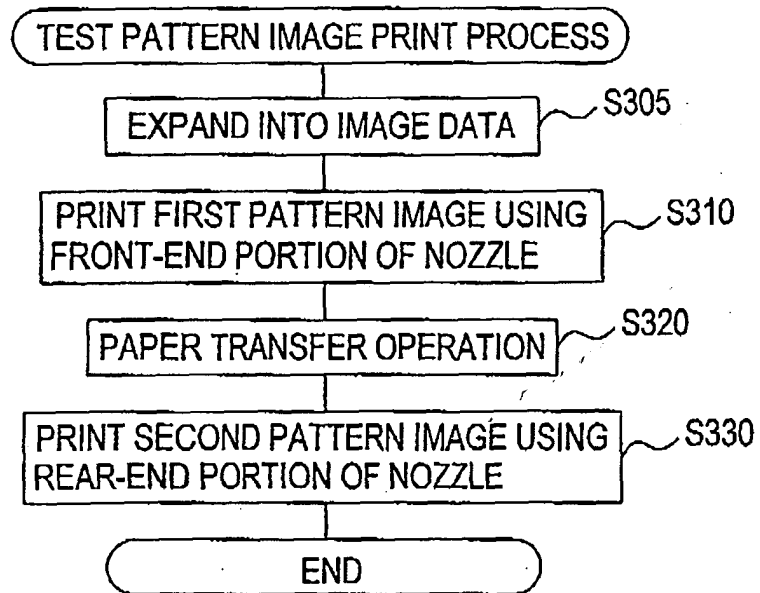 TEST PATTERN IMAGE PRINT PROCESS
EXPAND INTO IMAGE DATA
S305
PRINT FIRST PATTERN IMAGE USING
FRONT-END PORTION OF NOZZLE
S310
PAPER TRANSFER OPERATION
S320
PRINT SECOND PATTERN IMAGE USING
REAR-END PORTION OF NOZZLE
S330
END